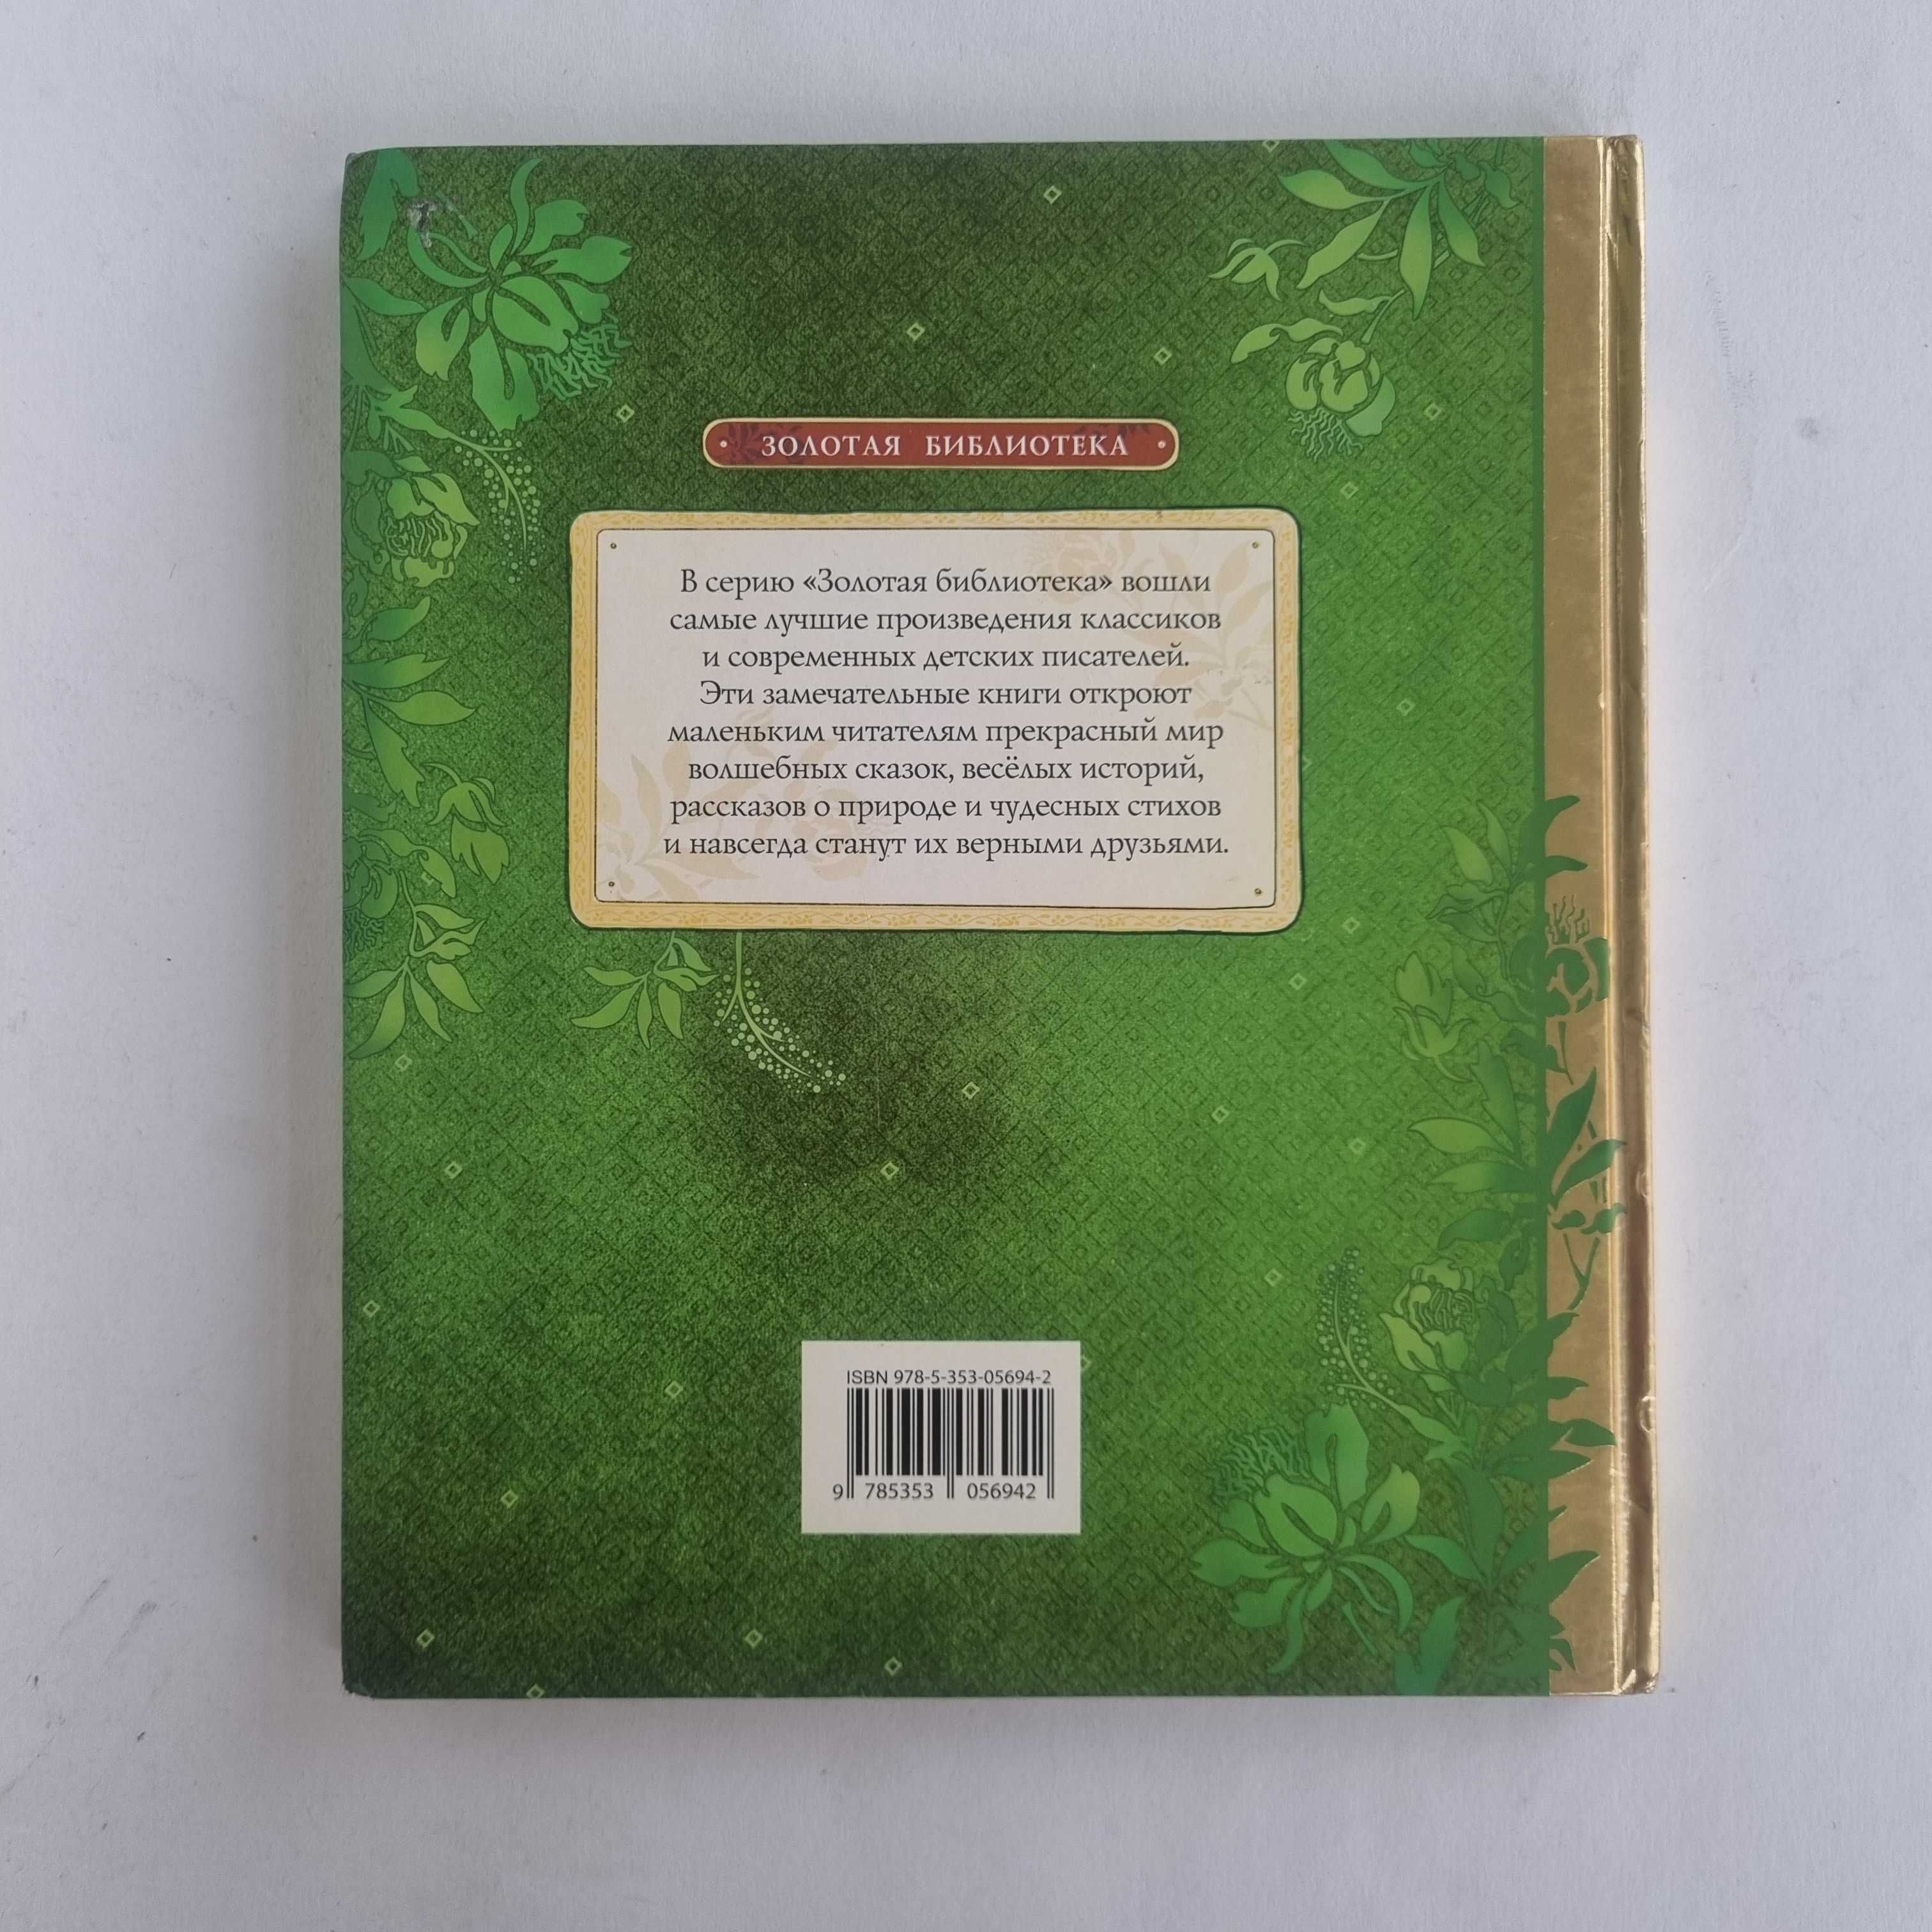 ЗОЛОТАЯ БИБЛИОТЕКА
В серию «Золотая библиотека» вошли
самые лучшие произведения классиков
и современных детских писателей.
Эти замечательные книги откроют
маленьким читателям прекрасный мир
волшебных сказок, весёлых историй,
рассказов о природе и чудесных стихов
и навсегда станут их верными друзьями.
ISBN 978-5-353-05694-2
9 785353 056942